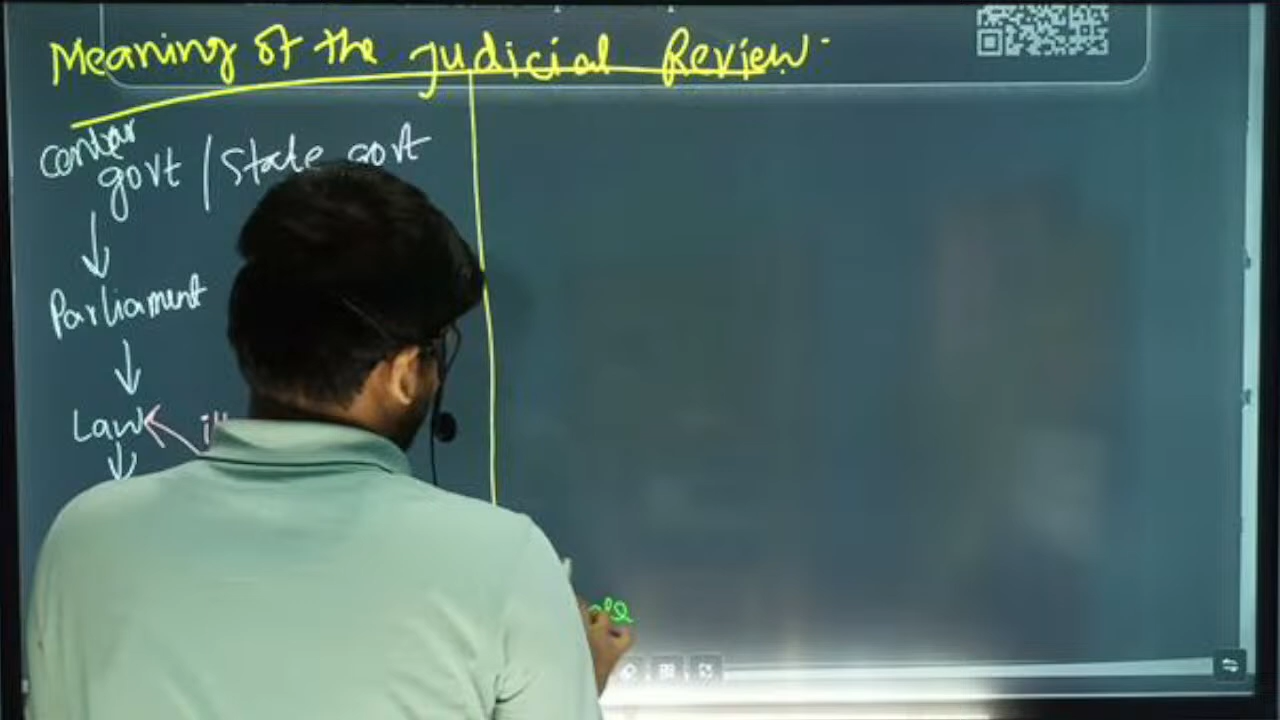 Meaning of the Judicial Review
center
govt / State govt
Parliament
Law